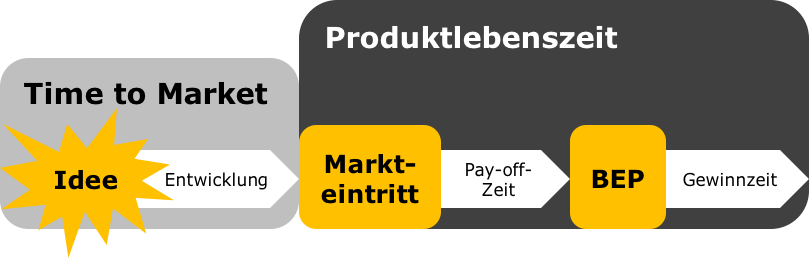 Produktlebenszeit
Time to Market
Idee
Entwicklung
Markt-
eintritt
Pay-off-
Zeit
BEP
Gewinnzeit